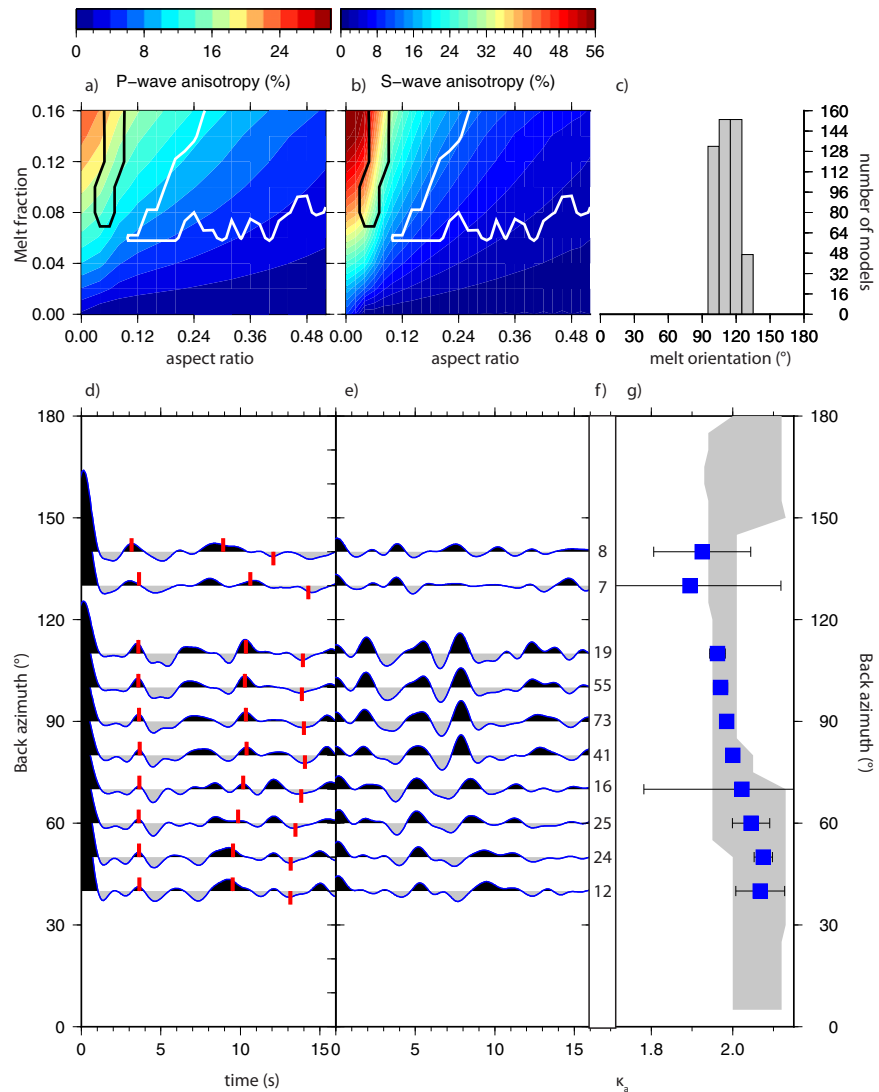 0 8 16 24
0 8 16 24 32 40 48 56
a) P-wave anisotropy (%)
b) S-wave anisotropy (%)
c)
Melt fraction
0.16
0.12
0.08
0.04
0.00
0.00 0.12 0.24 0.36 0.48
aspect ratio
0.00 0.12 0.24 0.36 0.48
aspect ratio
160
144
128
112
96
80
64
48
32
16
0
number of models
0 30 60 90 120 150 180
melt orientation (°)
d)
e)
f)
g)
Back azimuth (°)
180
150
120
90
60
30
0
8
7
19
55
73
41
16
25
24
12
180
150
120
90
60
30
0
Back azimuth (°)
0 5 10 15
0 5 10 15
time (s)
time (s)
1.8 2.0
κa